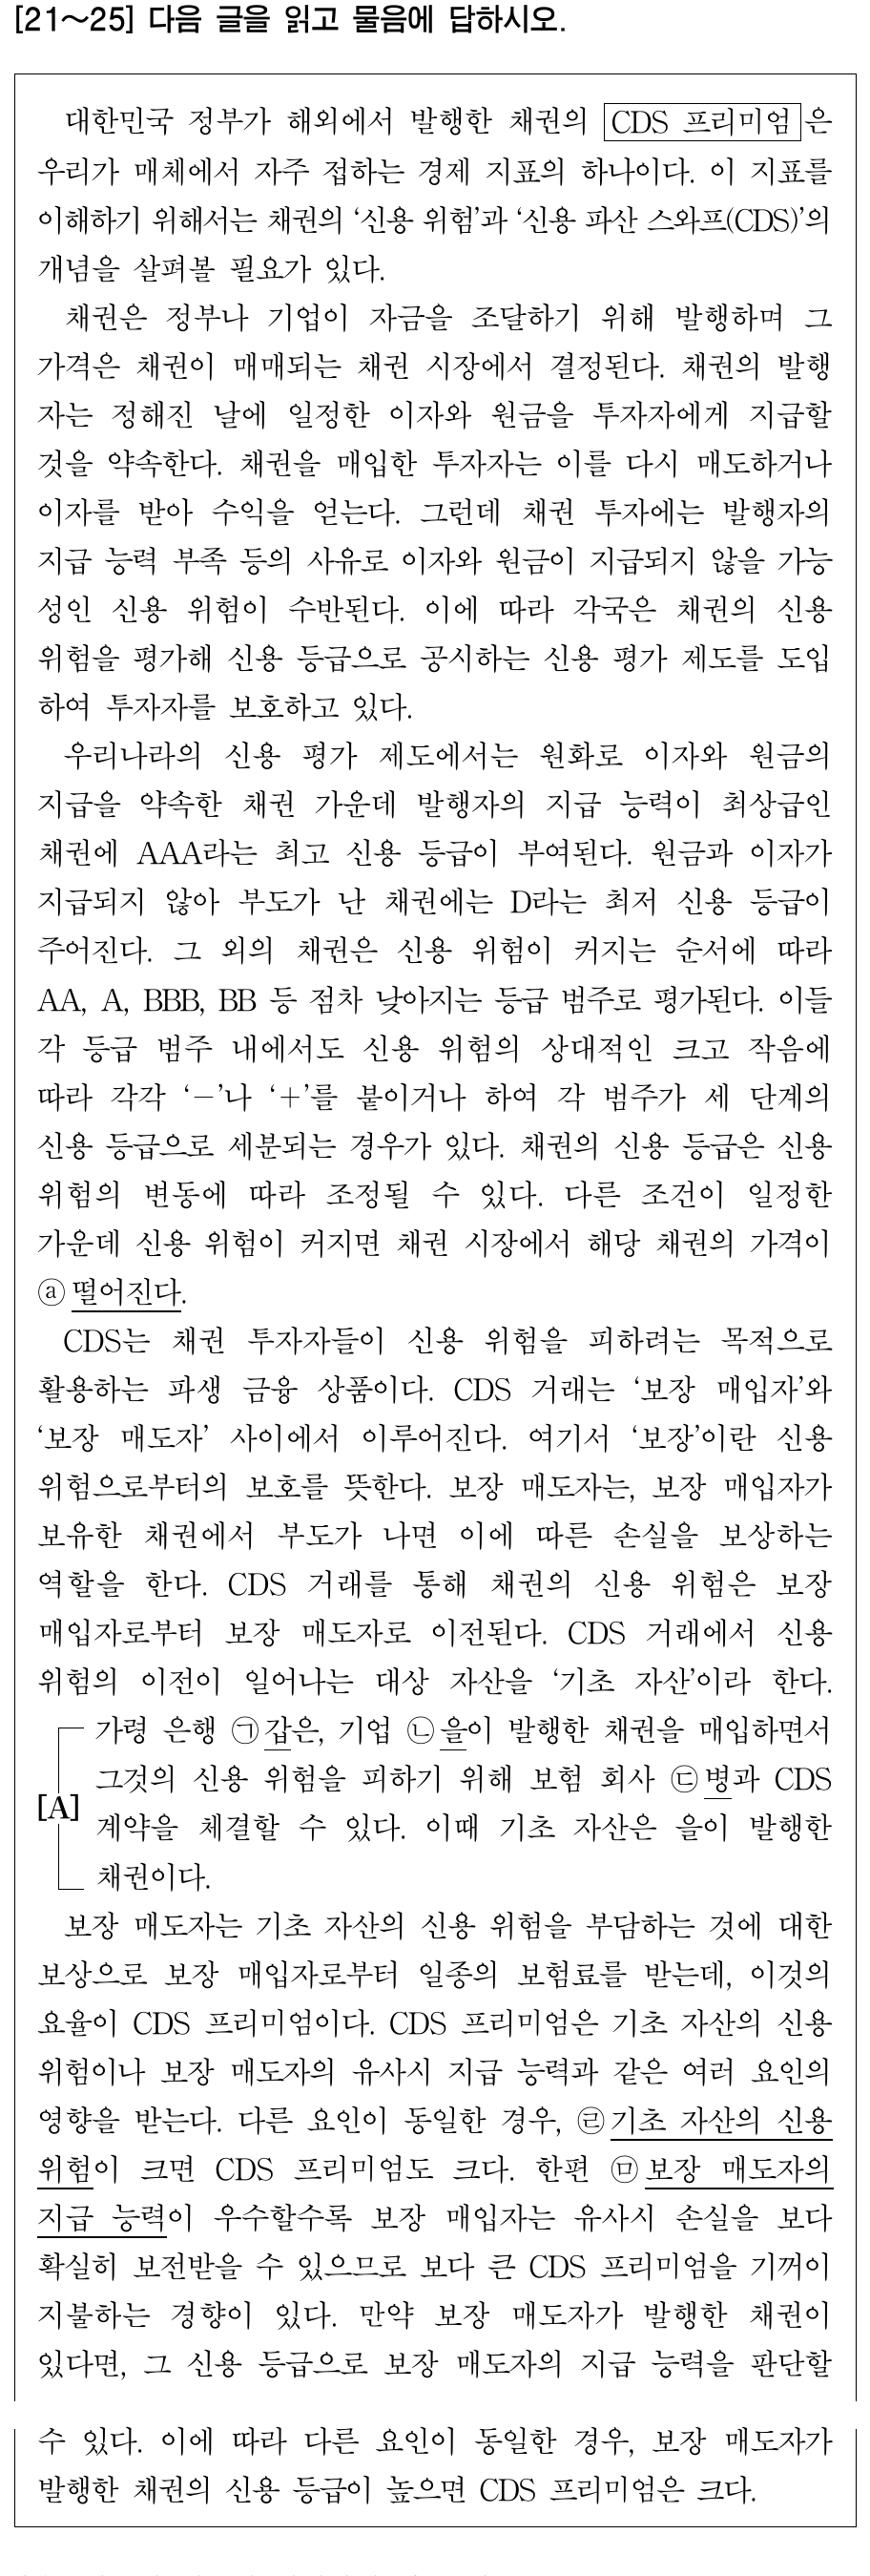 [21～25] 다음 글을 읽고 물음에 답하시오.
대한민국 정부가 해외에서 발행한 채권의 CDS 프리미엄은
우리가 매체에서 자주 접하는 경제 지표의 하나이다. 이 지표를
이해하기 위해서는 채권의 ‘신용 위험’과 ‘신용 파산 스와프(CDS)’의
개념을 살펴볼 필요가 있다.
채권은 정부나 기업이 자금을 조달하기 위해 발행하며 그
가격은 채권이 매매되는 채권 시장에서 결정된다. 채권의 발행
자는 정해진 날에 일정한 이자와 원금을 투자자에게 지급할
것을 약속한다. 채권을 매입한 투자자는 이를 다시 매도하거나
이자를 받아 수익을 얻는다. 그런데 채권 투자에는 발행자의
지급 능력 부족 등의 사유로 이자와 원금이 지급되지 않을 가능
성인 신용 위험이 수반된다. 이에 따라 각국은 채권의 신용
위험을 평가해 신용 등급으로 공시하는 신용 평가 제도를 도입
하여 투자자를 보호하고 있다.
우리나라의 신용 평가 제도에서는 원화로 이자와 원금의
지급을 약속한 채권 가운데 발행자의 지급 능력이 최상급인
채권에 AAA라는 최고 신용 등급이 부여된다. 원금과 이자가
지급되지 않아 부도가 난 채권에는 D라는 최저 신용 등급이
주어진다. 그 외의 채권은 신용 위험이 커지는 순서에 따라
AA, A, BBB, BB 등 점차 낮아지는 등급 범주로 평가된다. 이들
각 등급 범주 내에서도 신용 위험의 상대적인 크고 작음에
따라 각각 ‘－’나 ‘＋’를 붙이거나 하여 각 범주가 세 단계의
신용 등급으로 세분되는 경우가 있다. 채권의 신용 등급은 신용
위험의 변동에 따라 조정될 수 있다. 다른 조건이 일정한
가운데 신용 위험이 커지면 채권 시장에서 해당 채권의 가격이
ⓐ 떨어진다.
CDS는 채권 투자자들이 신용 위험을 피하려는 목적으로
활용하는 파생 금융 상품이다. CDS 거래는 ‘보장 매입자’와
‘보장 매도자’ 사이에서 이루어진다. 여기서 ‘보장’이란 신용
위험으로부터의 보호를 뜻한다. 보장 매도자는, 보장 매입자가
보유한 채권에서 부도가 나면 이에 따른 손실을 보상하는
역할을 한다. CDS 거래를 통해 채권의 신용 위험은 보장
매입자로부터 보장 매도자로 이전된다. CDS 거래에서 신용
위험의 이전이 일어나는 대상 자산을 ‘기초 자산’이라 한다.
가령 은행 ㉠갑은, 기업 ㉡을이 발행한 채권을 매입하면서
그것의 신용 위험을 피하기 위해 보험 회사 ㉢병과 CDS
[A] 계약을 체결할 수 있다. 이때 기초 자산은 을이 발행한
채권이다.
보장 매도자는 기초 자산의 신용 위험을 부담하는 것에 대한
보상으로 보장 매입자로부터 일종의 보험료를 받는데, 이것의
요율이 CDS 프리미엄이다. CDS 프리미엄은 기초 자산의 신용
위험이나 보장 매도자의 유사시 지급 능력과 같은 여러 요인의
영향을 받는다. 다른 요인이 동일한 경우, ㉣기초 자산의 신용
위험이 크면 CDS 프리미엄도 크다. 한편 ㉤보장 매도자의
지급 능력이 우수할수록 보장 매입자는 유사시 손실을 보다
확실히 보전받을 수 있으므로 보다 큰 CDS 프리미엄을 기꺼이
지불하는 경향이 있다. 만약 보장 매도자가 발행한 채권이
있다면, 그 신용 등급으로 보장 매도자의 지급 능력을 판단할
수 있다. 이에 따라 다른 요인이 동일한 경우, 보장 매도자가
발행한 채권의 신용 등급이 높으면 CDS 프리미엄은 크다.